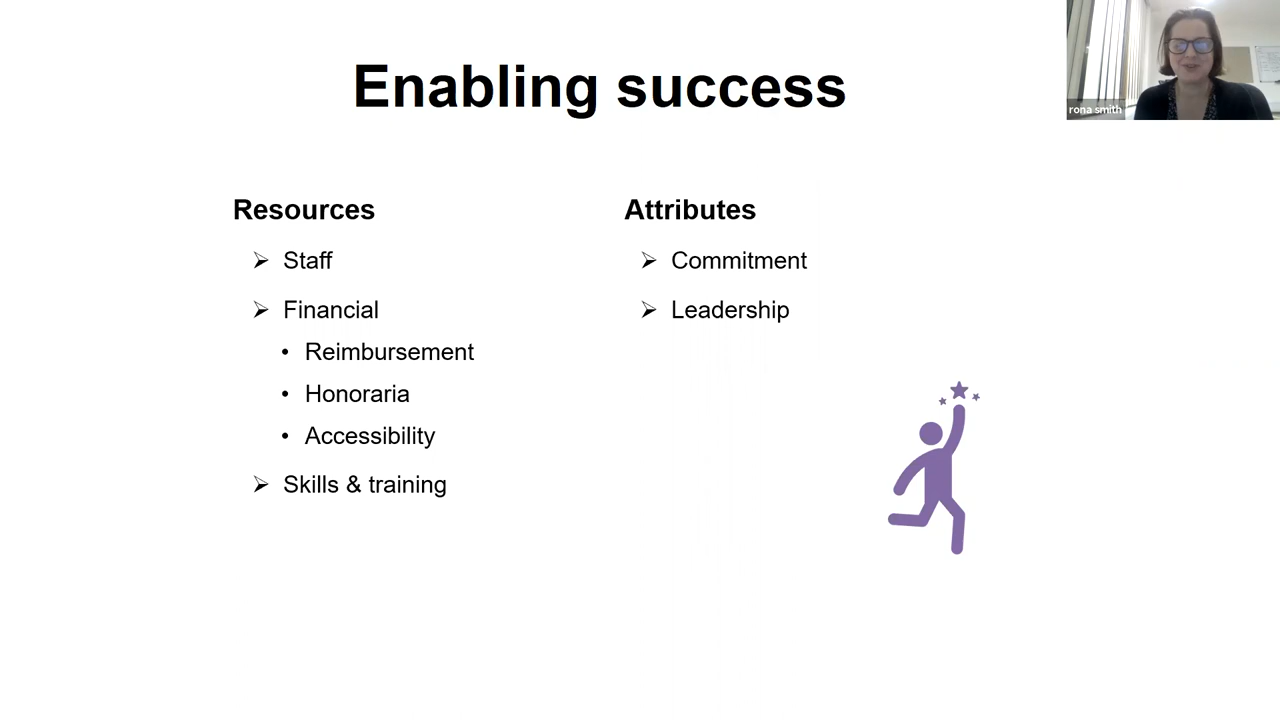 Enabling success
rona smith
Resources
➢ Staff
➢ Financial
• Reimbursement
• Honoraria
• Accessibility
➢ Skills & training
Attributes
➢ Commitment
➢ Leadership